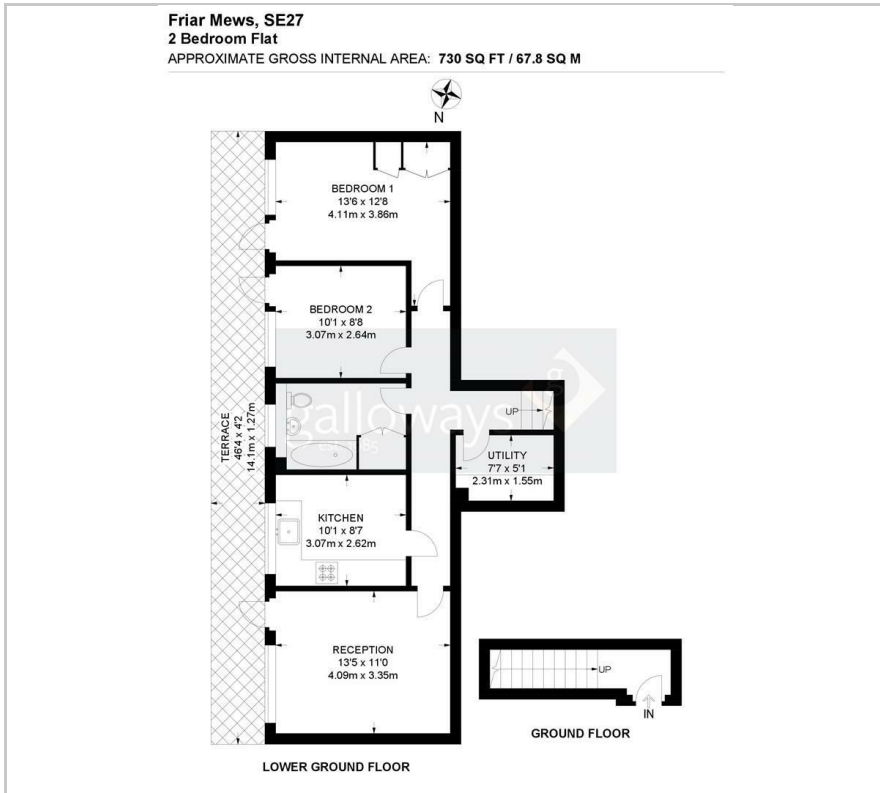 Friar Mews, SE27
2 Bedroom Flat
APPROXIMATE GROSS INTERNAL AREA: 730 SQ FT / 67.8 SQ M
N
BEDROOM 1
13'6 x 12'8
4.11m x 3.86m
BEDROOM 2
10'1 x 8'8
3.07m x 2.64m
TERRACE
46'4 x 4'2
14.1m x 1.27m
galloways
g
UP
UTILITY
7'7 x 5'1
2.31m x 1.55m
KITCHEN
10'1 x 8'7
3.07m x 2.62m
RECEPTION
13'5 x 11'0
4.09m x 3.35m
UP
IN
GROUND FLOOR
LOWER GROUND FLOOR